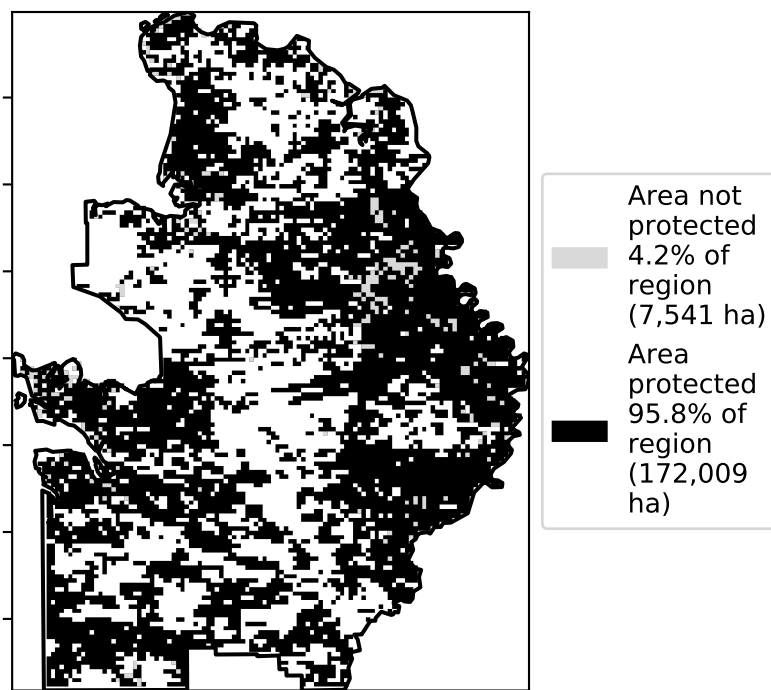 Area not
protected
4.2% of
region
(7,541 ha)
Area
protected
95.8% of
region
(172,009
ha)